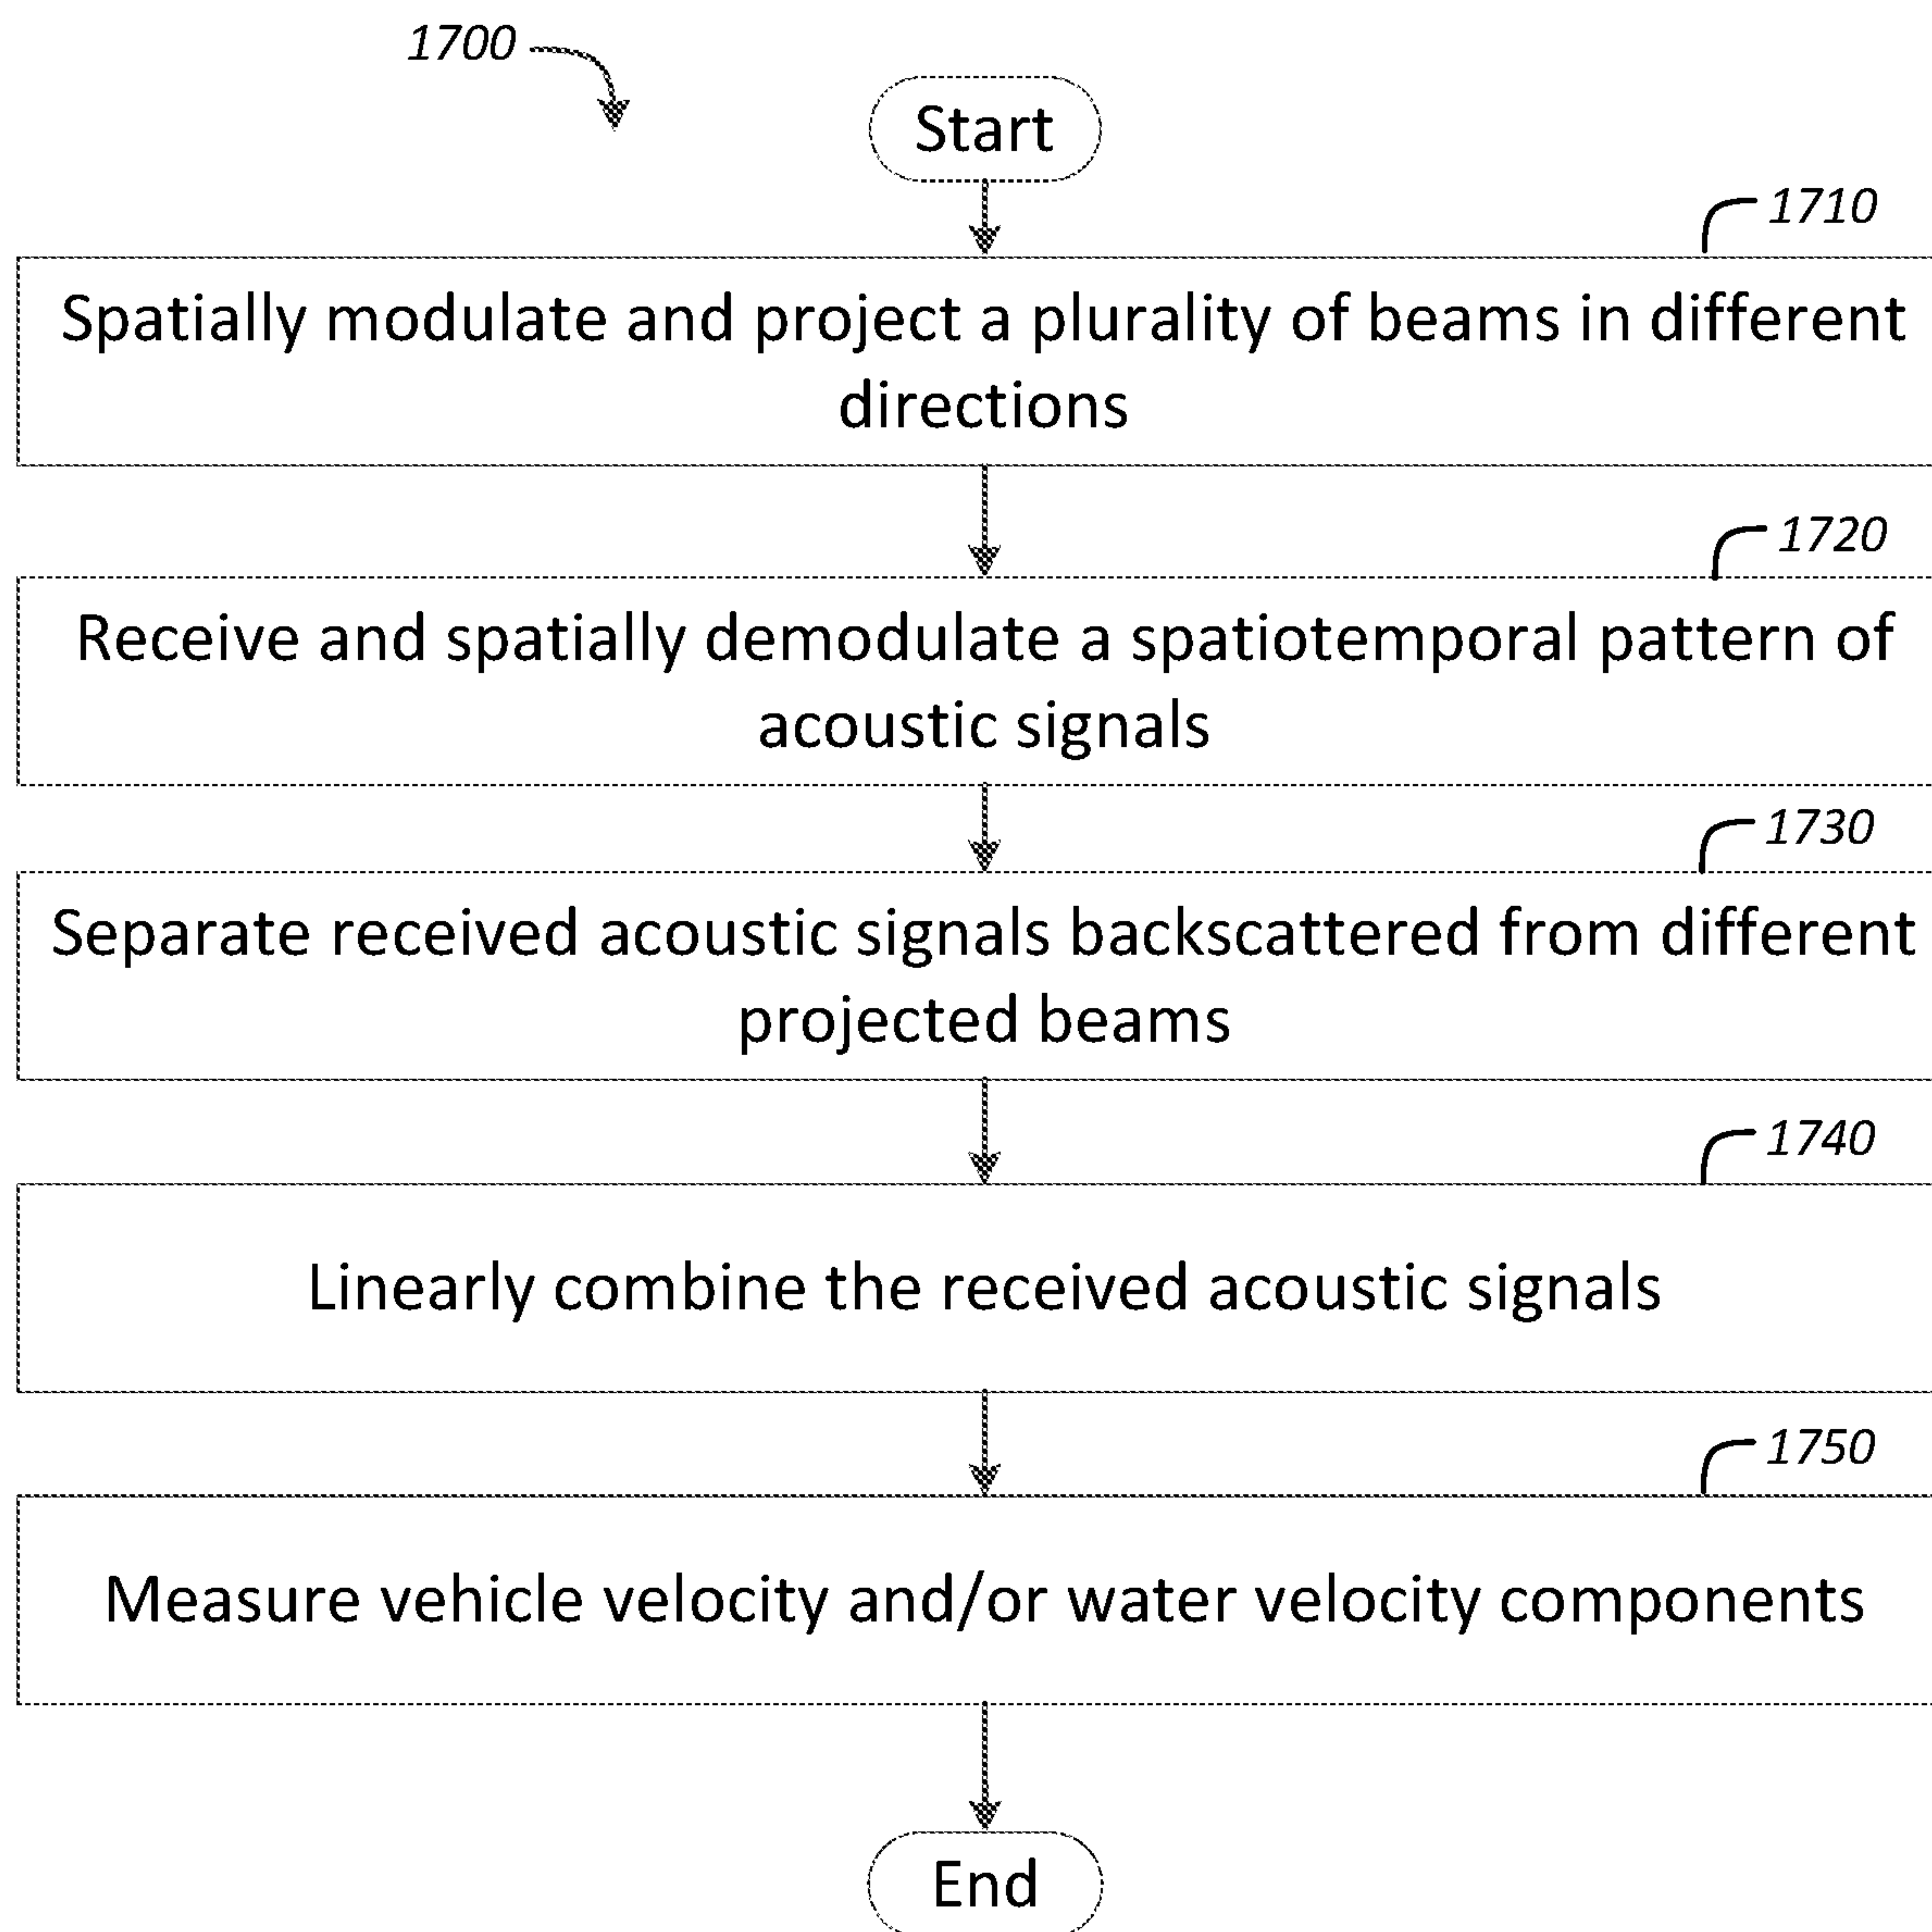 1700
Start
1710
Spatially modulate and project a plurality of beams in different
directions
1720
Receive and spatially demodulate a spatiotemporal pattern of
acoustic signals
1730
Separate received acoustic signals backscattered from different
projected beams
1740
Linearly combine the received acoustic signals
1750
Measure vehicle velocity and/or water velocity components
End